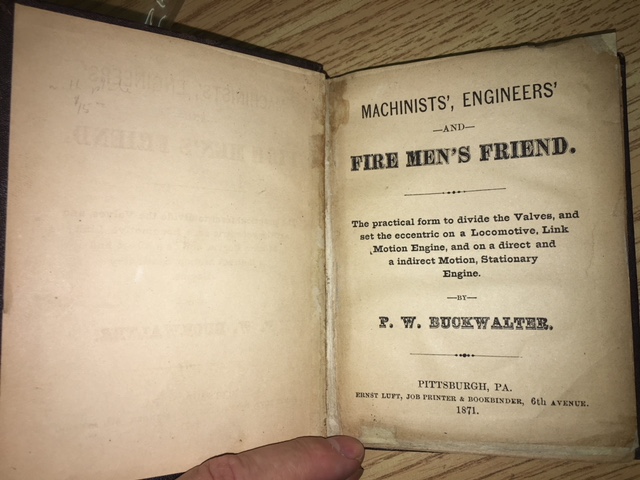 MACHINISTS', ENGINEERS'
—AND—
FIRE MEN'S FRIEND.
The practical form to divide the Valves, and
set the eccentric on a Locomotive, Link
Motion Engine, and on a direct and
a indirect Motion, Stationary
Engine.
—BY—
P. W. BUCKWALTER.
PITTSBURGH, PA.
ERNST LUFT, JOB PRINTER & BOOKBINDER, 6th AVENUE.
1871.